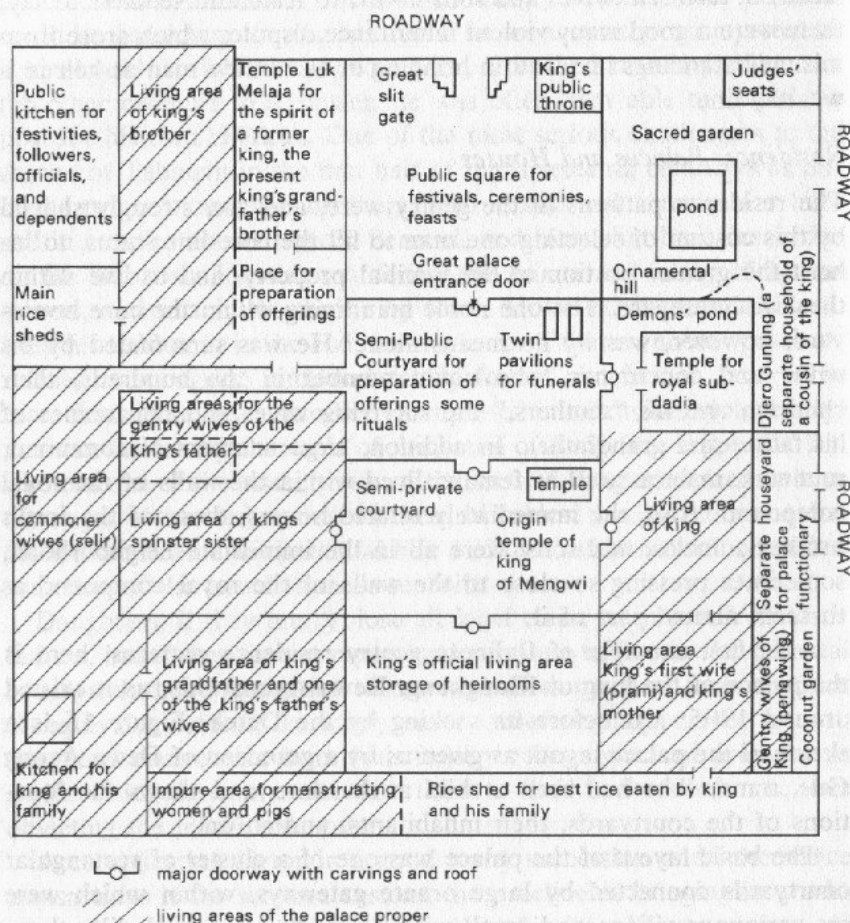 ROADWAY
Public
kitchen for
festivities,
followers,
officials,
and
dependents
Living area
of king's
brother
Temple Luk
Melaja for
the spirit of
a former
king, the
present
king's grand-
father's
brother
Great
slit
gate
King's
public
throne
Judges'
seats
Sacred garden
Public square for
festivals, ceremonies,
feasts
pond
ROADWAY
Great palace
entrance door
Ornamental
hill
Main
rice
sheds
Place for
preparation
of offerings
Demons' pond
Semi-Public
Courtyard
preparation of
offerings some
rituals
Twin
pavilions
for funerals
Temple for
royal sub-
dadia
Djero Gunung (a
separate household of
a cousin of the king)
Living areas for the
gentry wives of the
King's father
Living area
for
commoner
wives (selir)
Living area of kings
spinster sister
Semi-private
courtyard
Temple
Origin
temple of
king
of Mengwi
Living area
of king
ROADWAY
Separate houseyard
for palace
functionary
Living area of King's
grandfather and one
of the King's father's
wives
King's official living area
Storage of heirlooms
Living area
King's first wife
(prami) and king's
mother
Gentry wives of
King (penawing)
Coconut garden
Kitchen for
king and his
family
Impure area for menstruating
women and pigs
Rice shed for best rice eaten by king
and his family
major doorway with carvings and roof
living areas of the palace proper